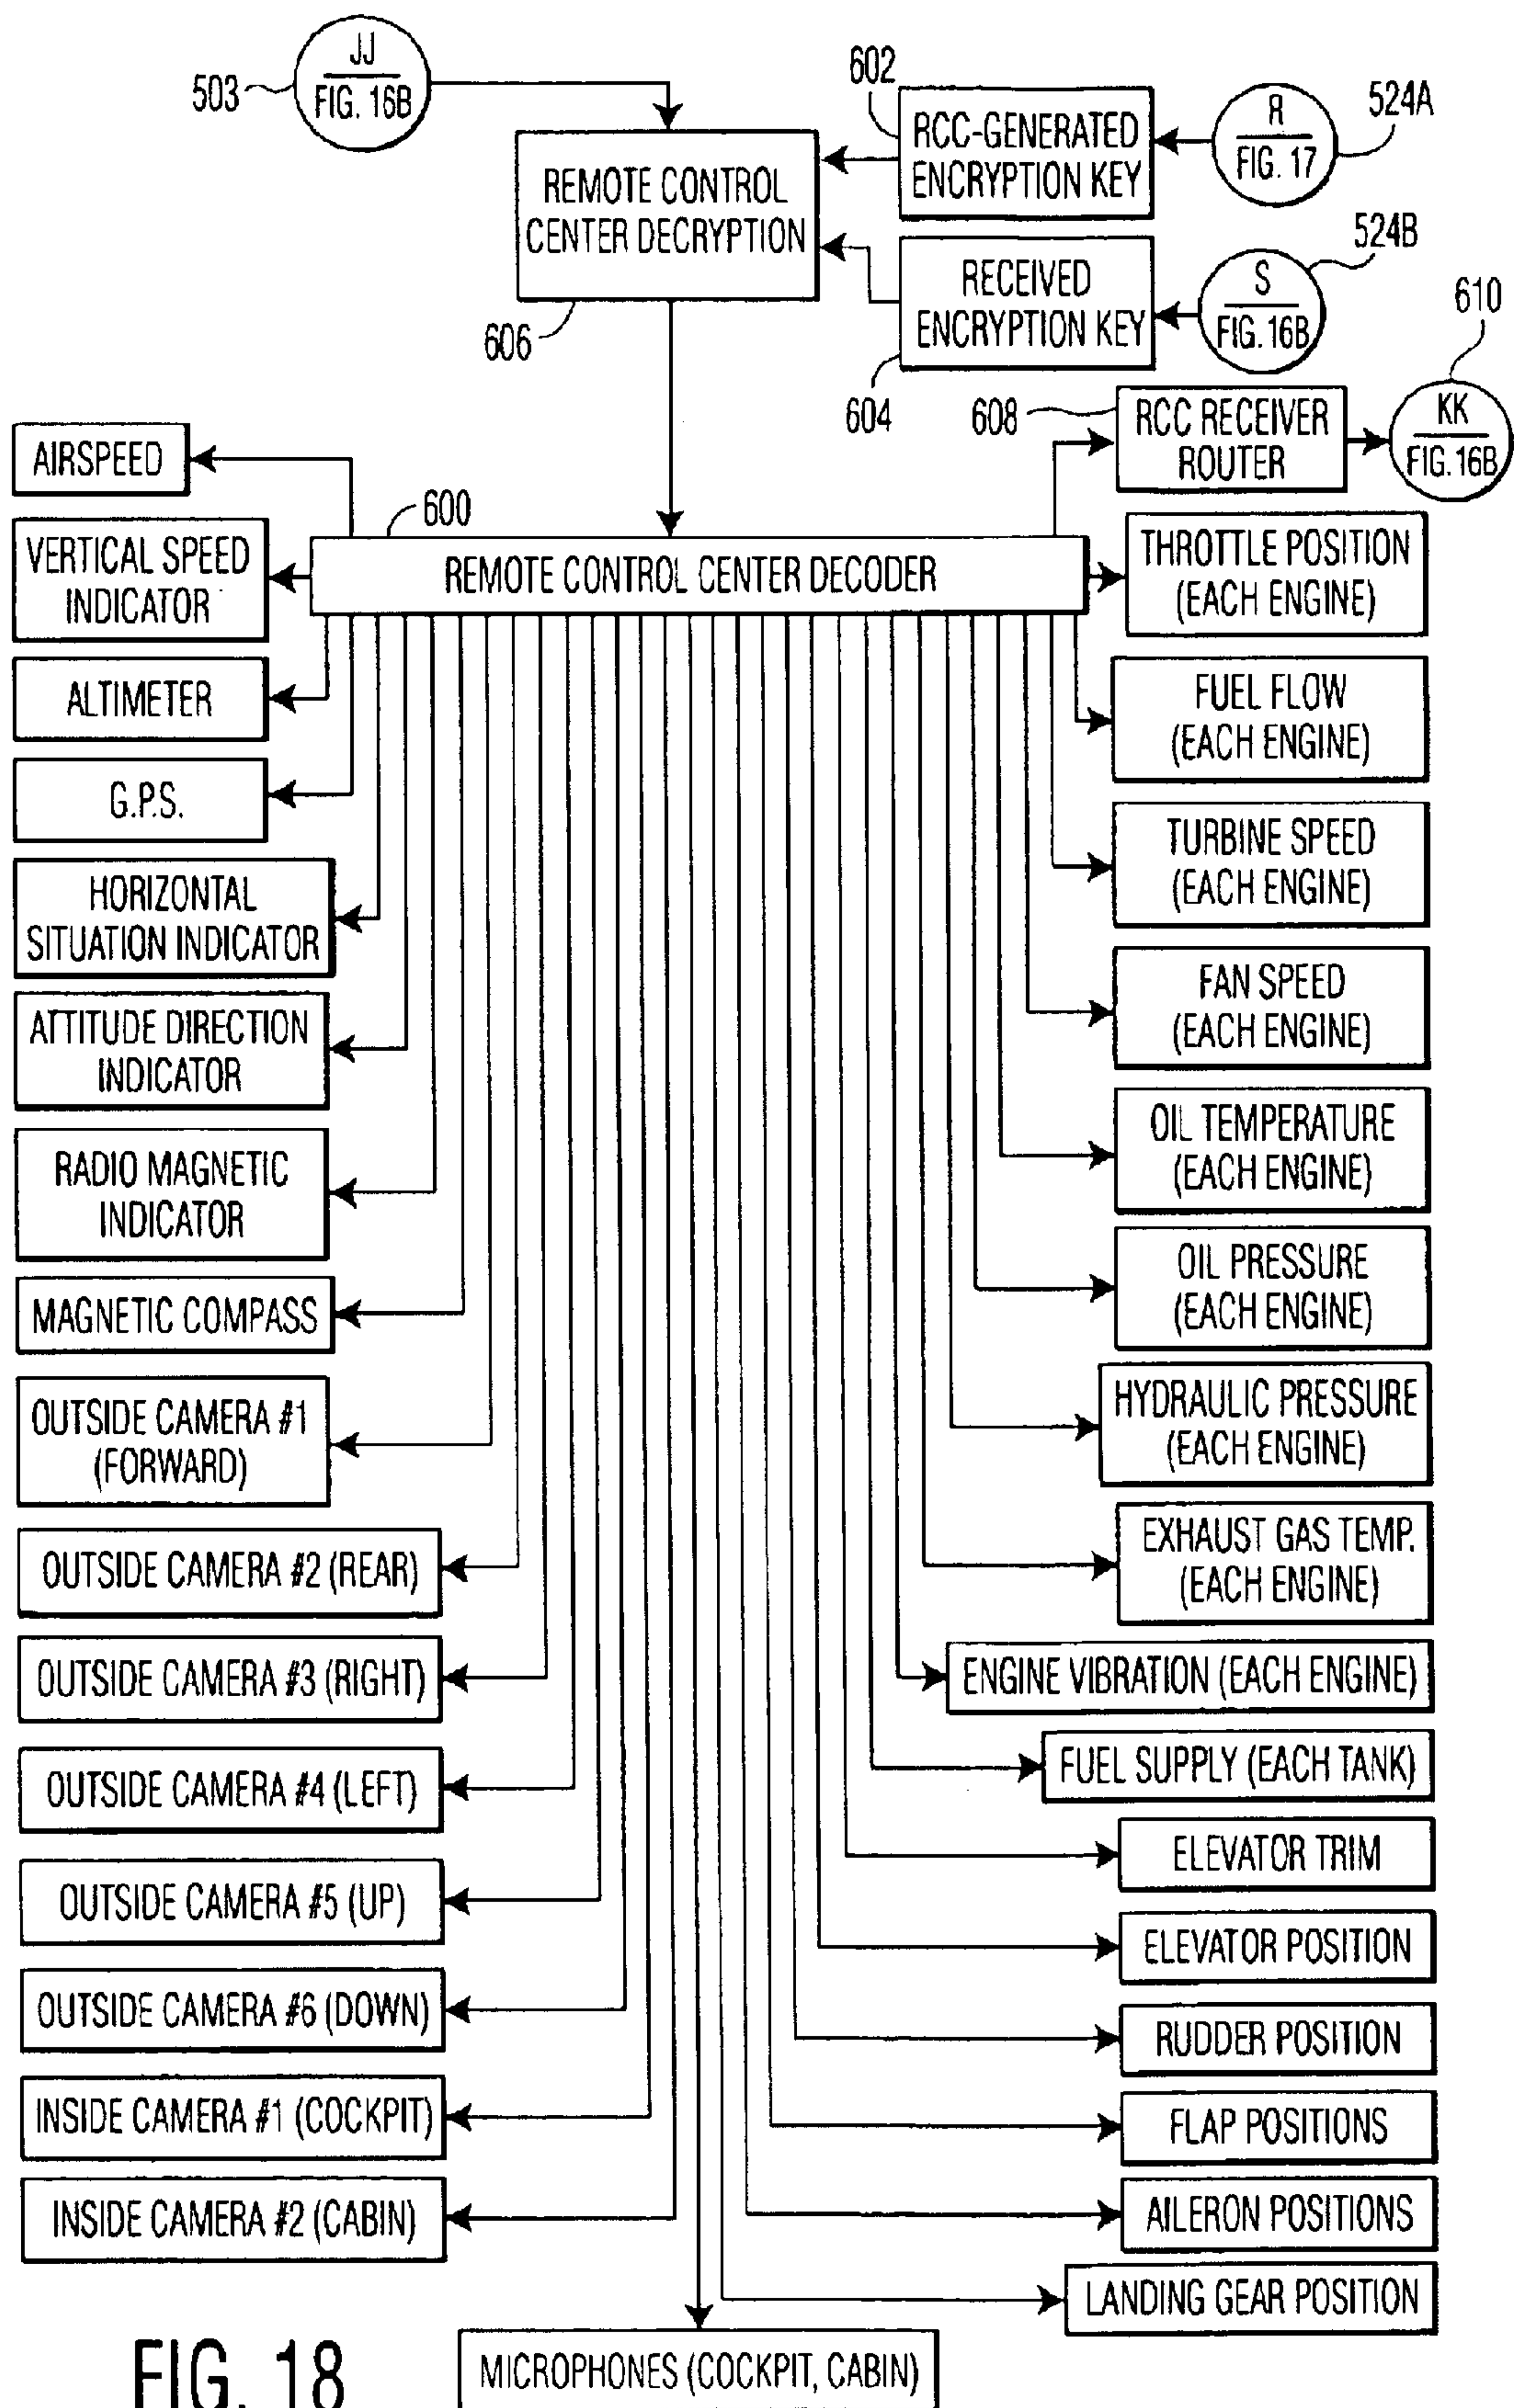 JJ
FIG. 16B
503
602
RCC-GENERATED
ENCRYPTION KEY
R
FIG. 17
524A
REMOTE CONTROL
CENTER DECRYPTION
606
RECEIVED
ENCRYPTION KEY
604
S
FIG. 16B
524B
610
608
RCC RECEIVER
ROUTER
KK
FIG. 16B
AIRSPEED
600
REMOTE CONTROL CENTER DECODER
VERTICAL SPEED
INDICATOR
ALTIMETER
G.P.S.
HORIZONTAL
SITUATION INDICATOR
ATTITUDE DIRECTION
INDICATOR
RADIO MAGNETIC
INDICATOR
MAGNETIC COMPASS
OUTSIDE CAMERA #1
(FORWARD)
OUTSIDE CAMERA #2 (REAR)
OUTSIDE CAMERA #3 (RIGHT)
OUTSIDE CAMERA #4 (LEFT)
OUTSIDE CAMERA #5 (UP)
OUTSIDE CAMERA #6 (DOWN)
INSIDE CAMERA #1 (COCKPIT)
INSIDE CAMERA #2 (CABIN)
THROTTLE POSITION
(EACH ENGINE)
FUEL FLOW
(EACH ENGINE)
TURBINE SPEED
(EACH ENGINE)
FAN SPEED
(EACH ENGINE)
OIL TEMPERATURE
(EACH ENGINE)
OIL PRESSURE
(EACH ENGINE)
HYDRAULIC PRESSURE
(EACH ENGINE)
EXHAUST GAS TEMP.
(EACH ENGINE)
ENGINE VIBRATION (EACH ENGINE)
FUEL SUPPLY (EACH TANK)
ELEVATOR TRIM
ELEVATOR POSITION
RUDDER POSITION
FLAP POSITIONS
AILERON POSITIONS
LANDING GEAR POSITION
MICROPHONES (COCKPIT, CABIN)
FIG. 18